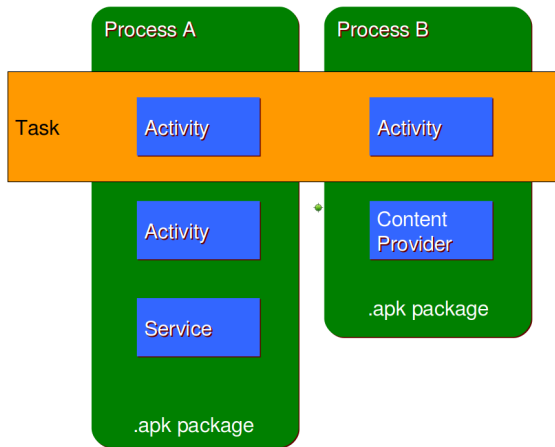 Process A
Process B
Task
Activity
Activity
Activity
Content
Provider
Service
.apk package
.apk package